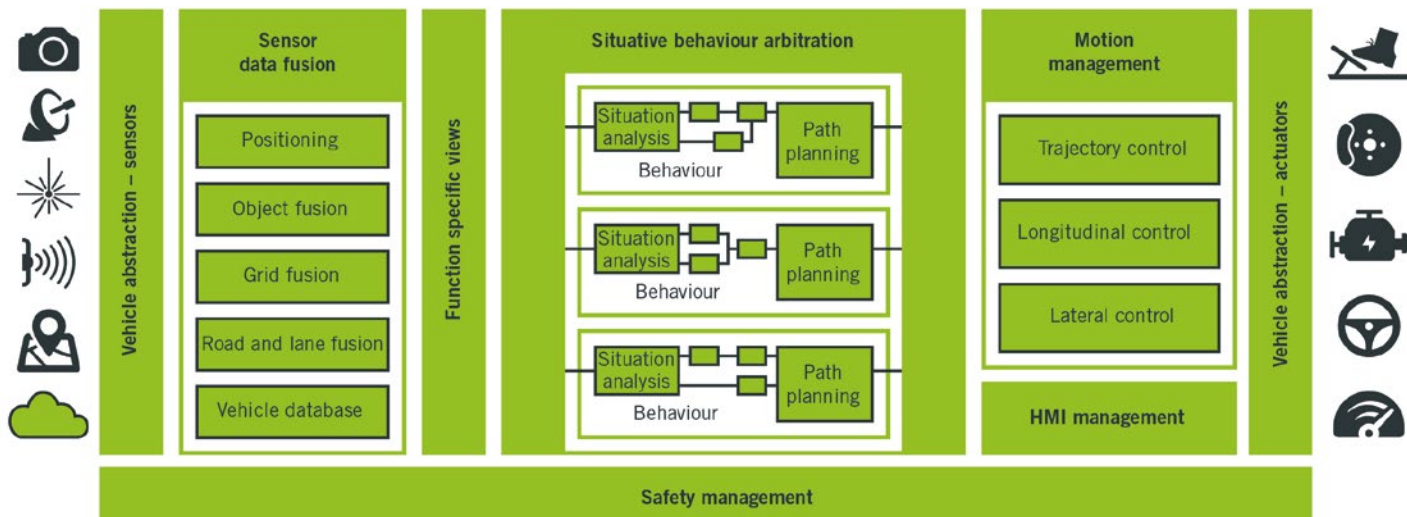 Vehicle abstraction – sensors
Sensor
data fusion
Positioning
Object fusion
Grid fusion
Road and lane fusion
Vehicle database
Function specific views
Situative behaviour arbitration
Situation
analysis
Behaviour
Path
planning
Situation
analysis
Behaviour
Path
planning
Situation
analysis
Behaviour
Path
planning
Motion
management
Trajectory control
Longitudinal control
Lateral control
HMI management
Vehicle abstraction – actuators
Safety management